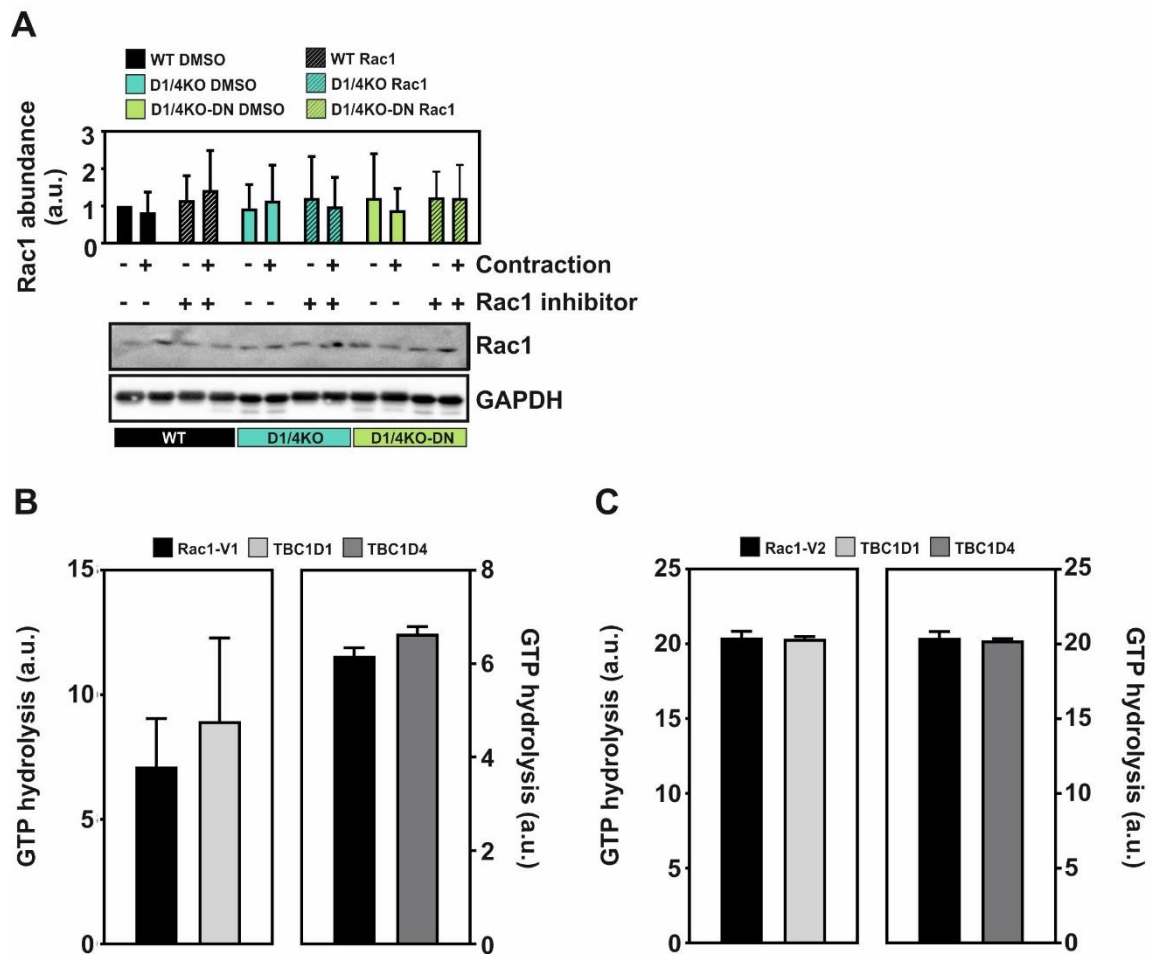 A
WT DMSO WT Rac1
D1/4KO DMSO D1/4KO Rac1
D1/4KO-DN DMSO D1/4KO-DN Rac1
Rac1 abundance
(a.u.)
3
2
1
0
- + - + - + - + - + - + Contraction
- - + + - - + + - - + + Rac1 inhibitor
Rac1
GAPDH
WT D1/4KO D1/4KO-DN
B
Rac1-V1 TBC1D1 TBC1D4
GTP hydrolysis (a.u.)
15
10
5
0
8
6
4
2
0
GTP hydrolysis (a.u.)
C
Rac1-V2 TBC1D1 TBC1D4
GTP hydrolysis (a.u.)
25
20
15
10
5
0
25
20
15
10
5
0
GTP hydrolysis (a.u.)